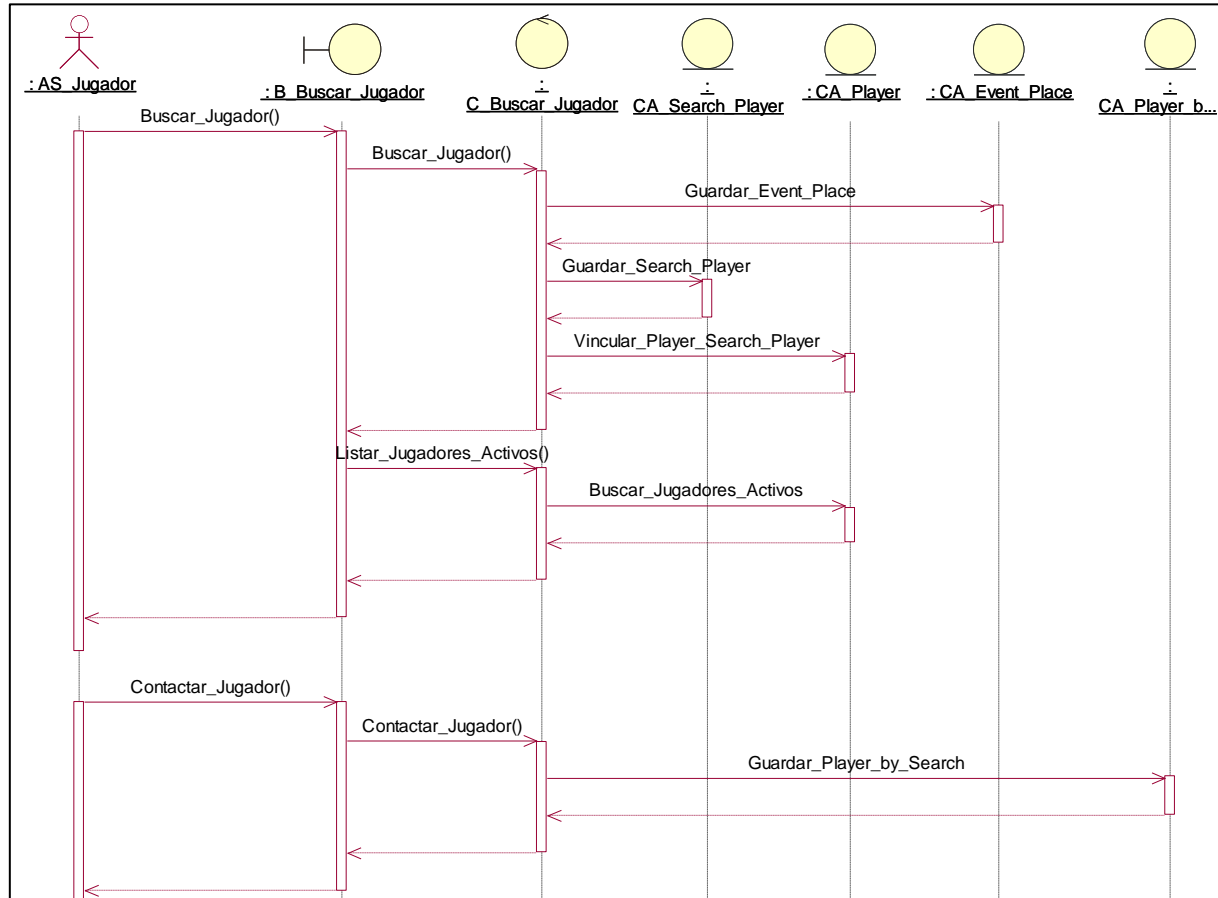 : AS_Jugador
: B_Buscar_Jugador
:
C_Buscar_Jugador
:
CA_Search_Player
: CA_Player
: CA_Event_Place
:
CA_Player_b...
Buscar_Jugador()
Buscar_Jugador()
Guardar_Event_Place
Guardar_Search_Player
Vincular_Player_Search_Player
Listar_Jugadores_Activos()
Buscar_Jugadores_Activos
Contactar_Jugador()
Contactar_Jugador()
Guardar_Player_by_Search